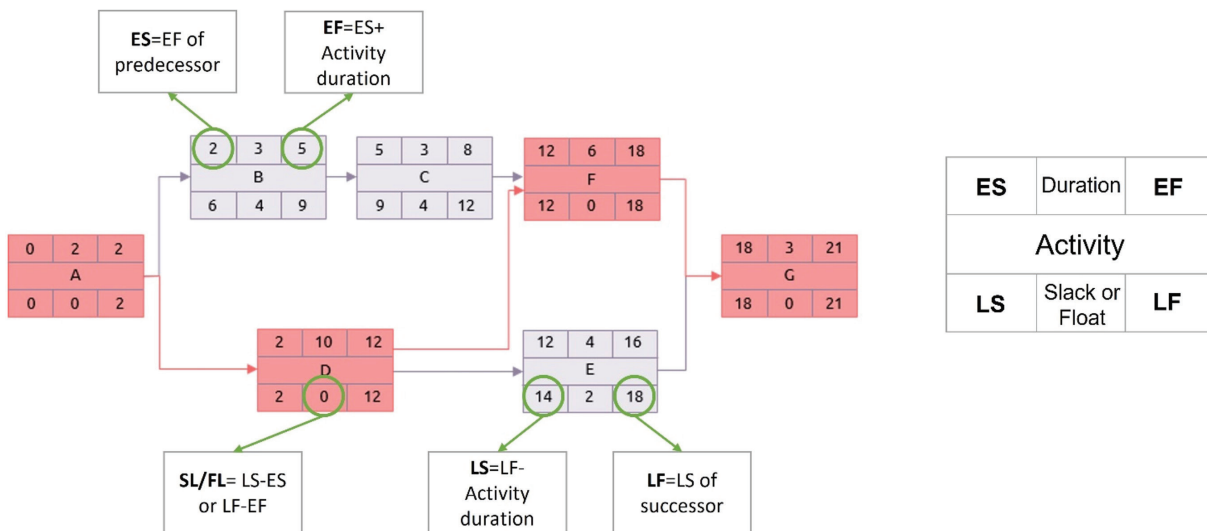 ES=EF of
predecessor
EF=ES+
Activity
duration
2 3 5
B
6 4 9
5 3 8
C
9 4 12
12 6 18
F
12 0 18
0 2 2
A
0 0 2
18 3 21
G
18 0 21
2 10 12
D
2 0 12
12 4 16
E
14 2 18
SL/FL= LS-ES
or LF-EF
LS=LF-
Activity
duration
LF=LS of
successor
ES Duration EF
Activity
LS Slack or LF
Float